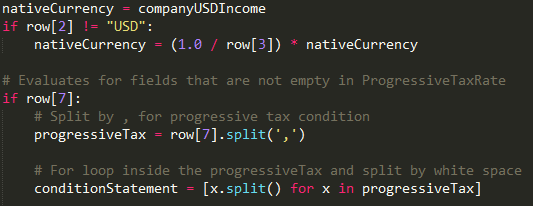 nativeCurrency = companyUSDIncome
if row[2] != "USD":
    nativeCurrency = (1.0 / row[3]) * nativeCurrency

# Evaluates for fields that are not empty in ProgressiveTaxRate
if row[7]:
    # Split by , for progressive tax condition
    progressiveTax = row[7].split(',')

    # For loop inside the progressiveTax and split by white space
    conditionStatement = [x.split() for x in progressiveTax]